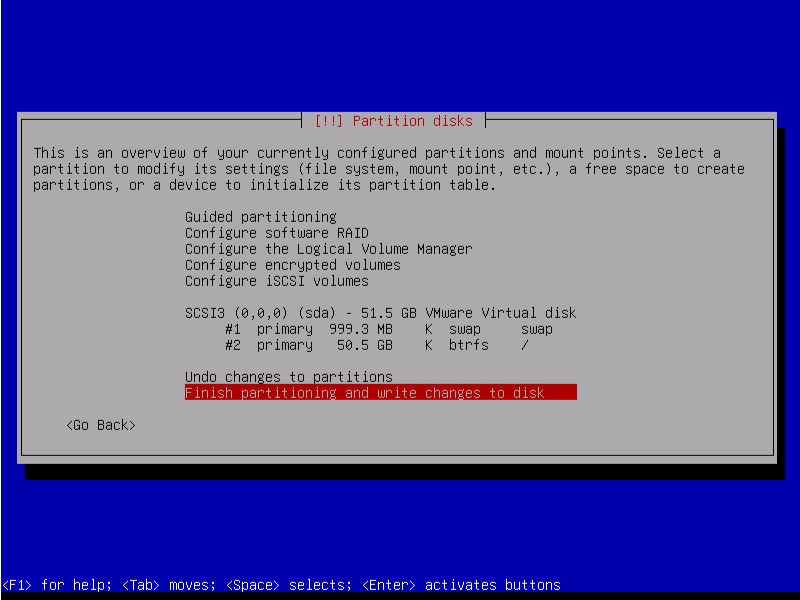 [!!] Partition disks
This is an overview of your currently configured partitions and mount points. Select a
partition to modify its settings (file system, mount point, etc.), a free space to create
partitions, or a device to initialize its partition table.
Guided partitioning
Configure software RAID
Configure the Logical Volume Manager
Configure encrypted volumes
Configure iSCSI volumes
SCSI3 (0,0,0) (sda) - 51.5 GB VMware Virtual disk
#1 primary 999.3 MB K swap swap
#2 primary 50.5 GB K btrfs /
Undo changes to partitions
Finish partitioning and write changes to disk
<Go Back>
<F1> for help; <Tab> moves; <Space> selects; <Enter> activates buttons